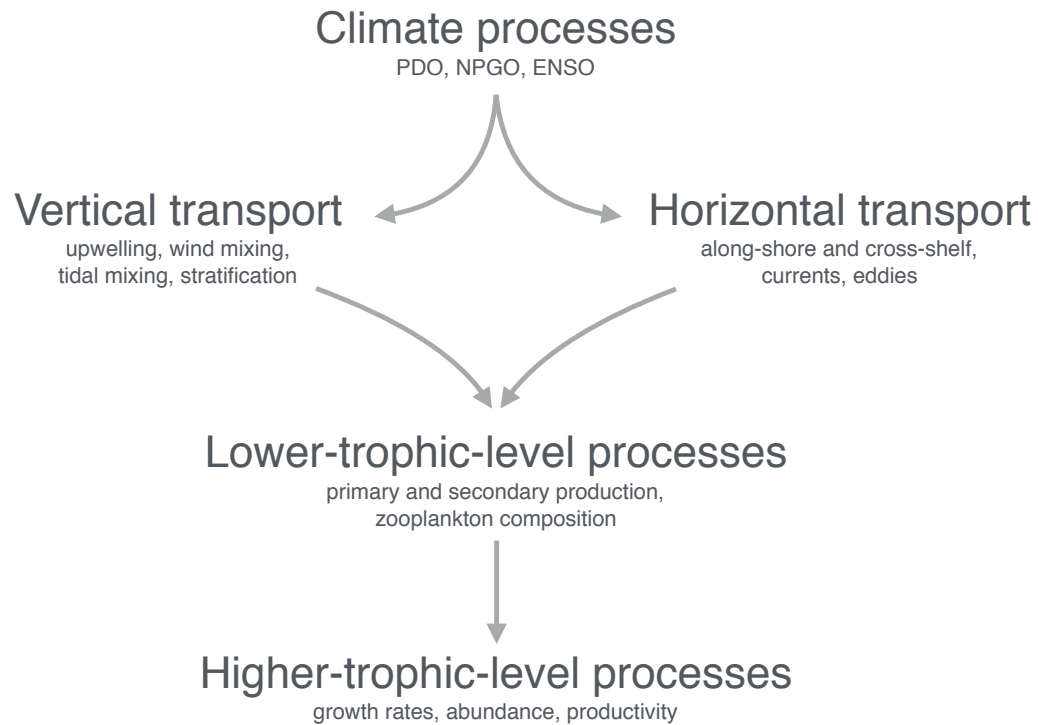 Climate processes
PDO, NPGO, ENSO
Vertical transport
upwelling, wind mixing,
tidal mixing, stratification
Horizontal transport
along-shore and cross-shelf,
currents, eddies
Lower-trophic-level processes
primary and secondary production,
zooplankton composition
Higher-trophic-level processes
growth rates, abundance, productivity